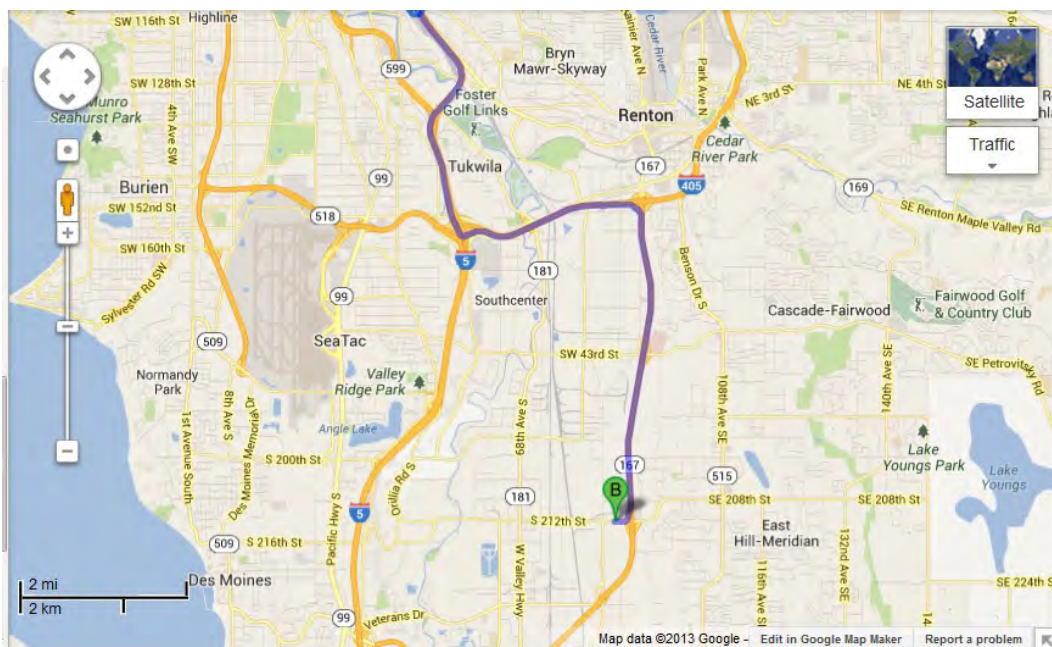 SW 116th St
Highline
599
Bryn
Mawr-Skyway
Rainier Ave N
Cedar River
Park Ave N
NE 4th St
NE 3rd St
Satellite
Traffic
SW 128th St
Munro
Seahurst Park
4th Ave SW
Foster
Golf Links
Renton
Cedar
River Park
Tukwila
167
99
405
169
Burien
SW 152nd St
518
SE Renton Maple Valley Rd
SW 160th St
5
181
Benson Dr S
Sylvester Rd SW
99
Southcenter
Cascade-Fairwood
Fairwood Golf
& Country Club
509
SeaTac
SW 43rd St
SE Petrovitsky Rd
Normandy
Park
8th Ave S
Des Moines Memorial Dr
Valley
Ridge Park
108th Ave SE
140th Ave SE
1st Avenue South
Angle Lake
68th Ave S
Lake
Youngs Park
S 200th St
Orillia Rd S
167
515
Lake
Youngs
B
181
SE 208th St
SE 208th St
5
S 212th St
East
Hill-Meridian
509
S 216th St
Pacific Hwy S
132nd Ave SE
W Valley Hwy
116th Ave SE
Des Moines
SE 224th St
2 mi
2 km
99
Veterans Dr
Map data ©2013 Google -
Edit in Google Map Maker
Report a problem